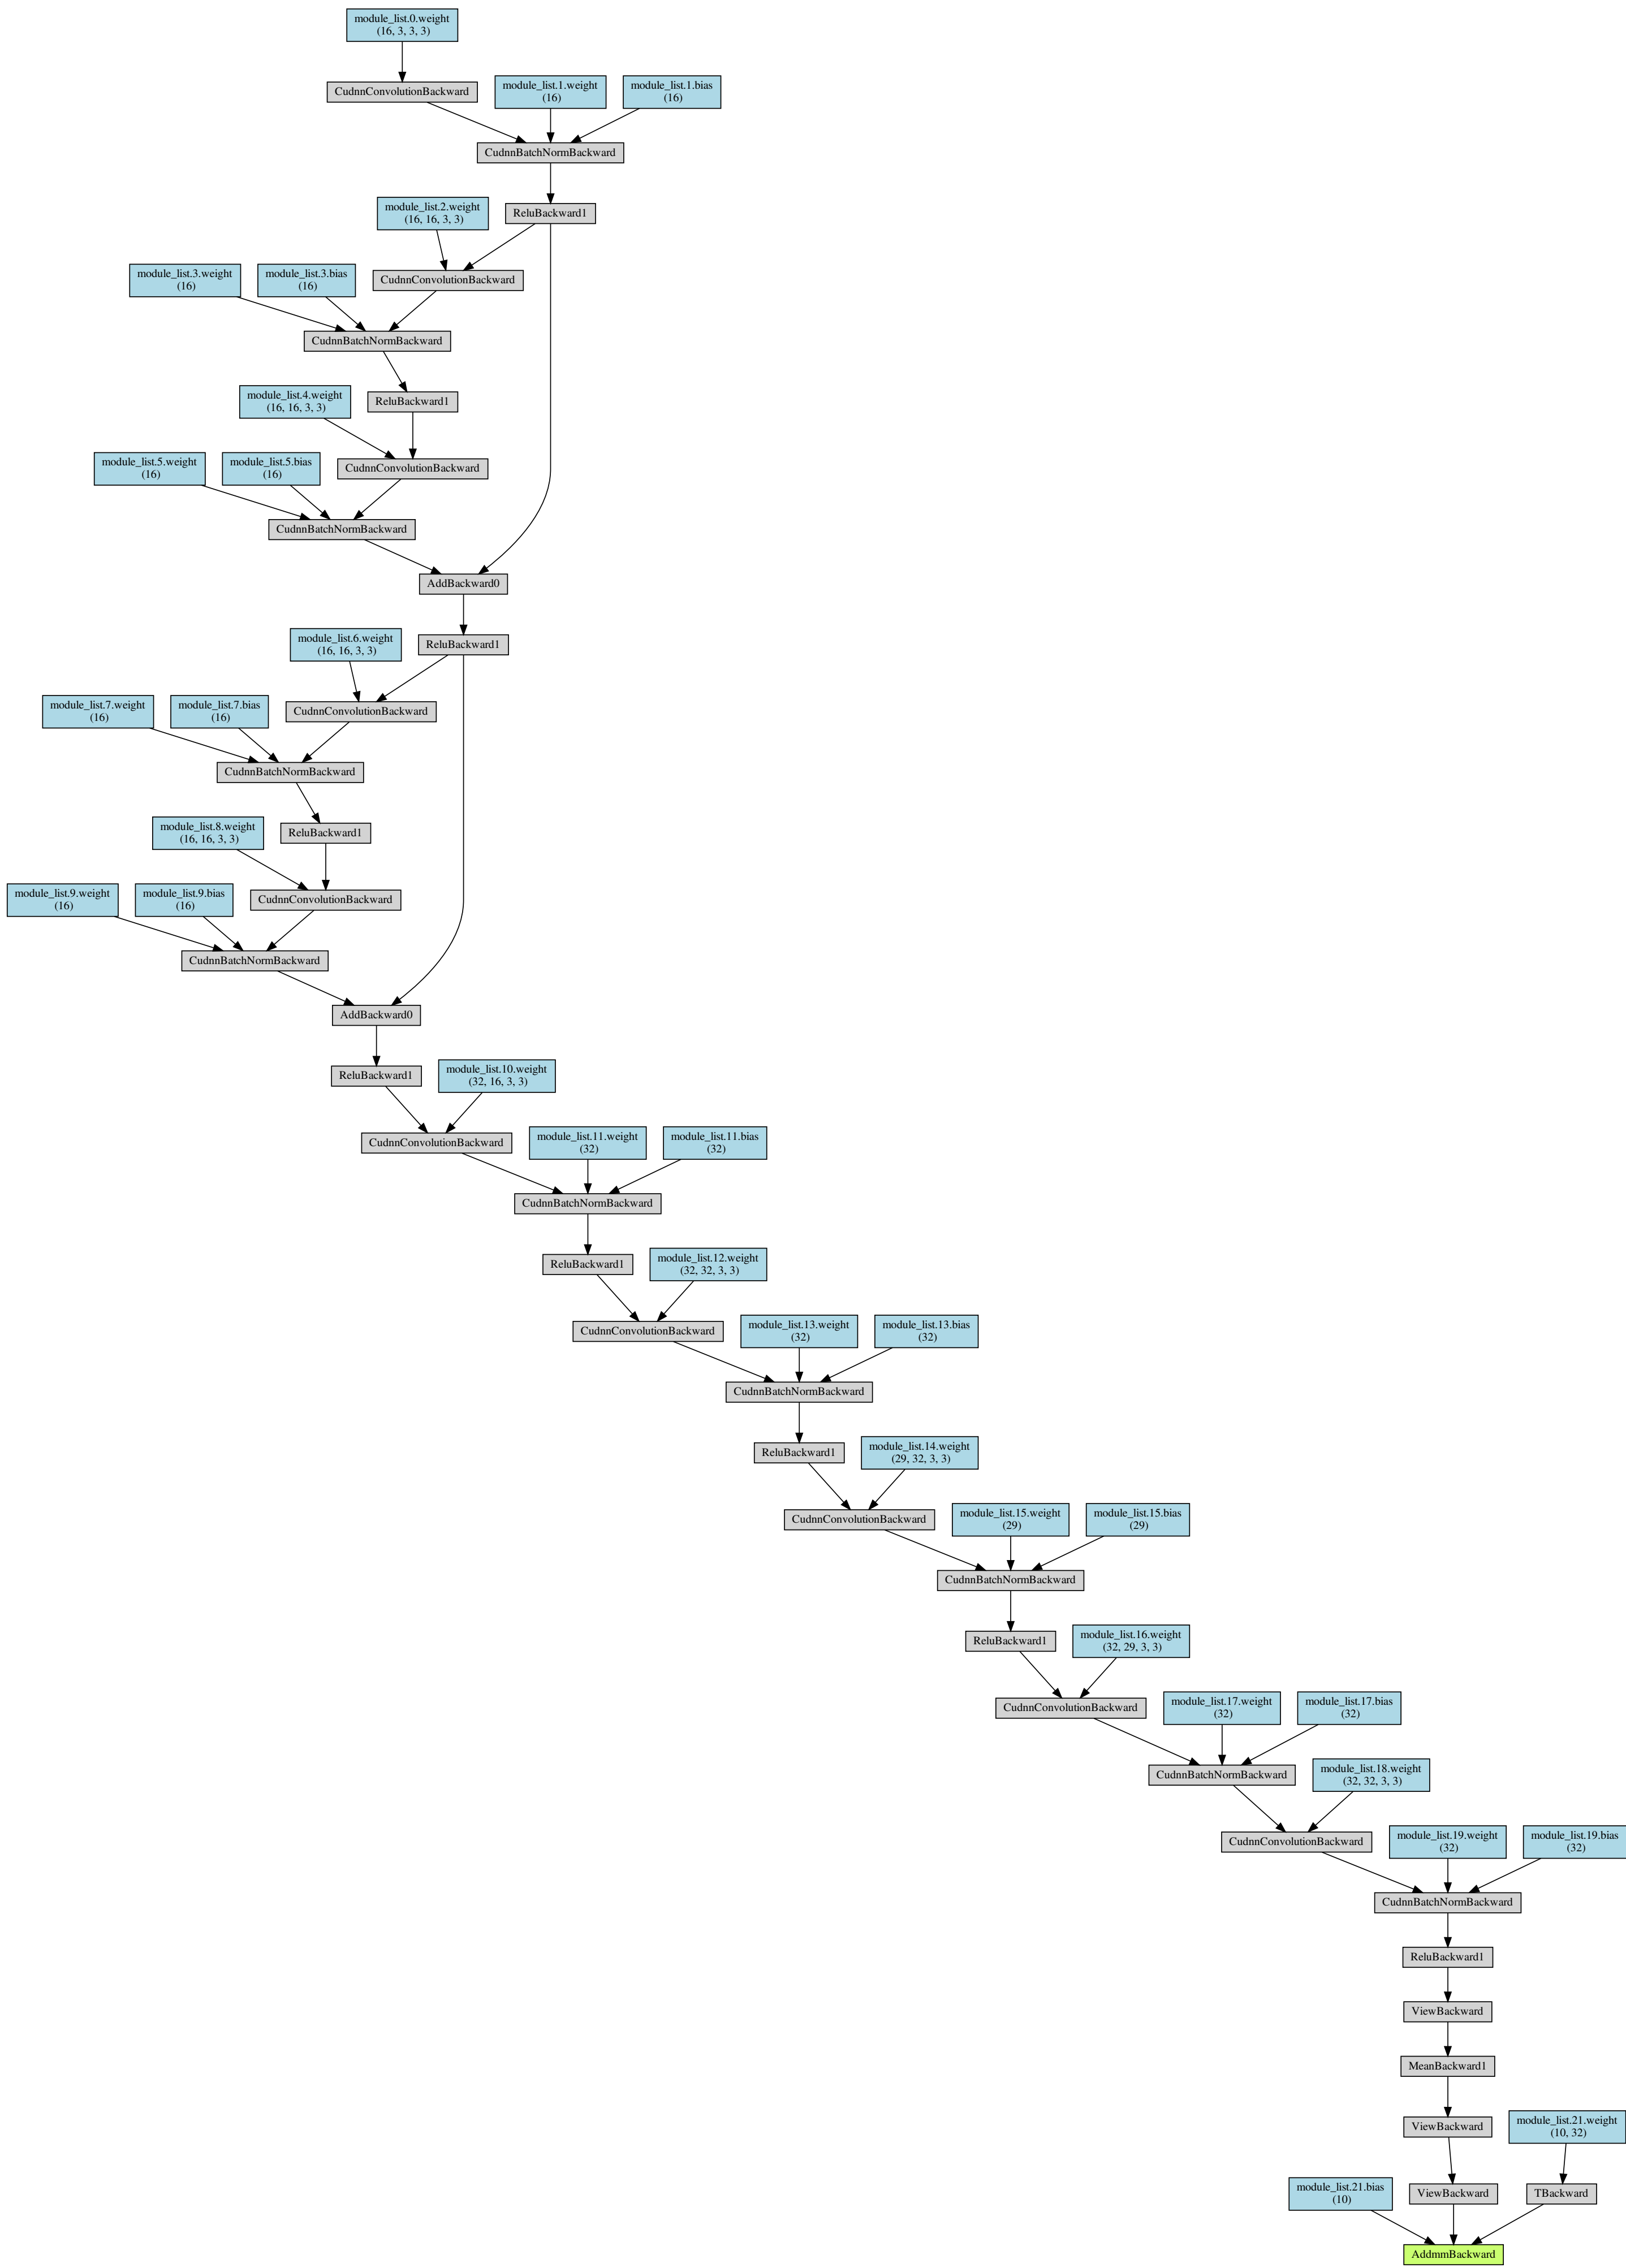 module_list.0.weight
(16, 3, 3, 3)
CudnnConvolutionBackward
module_list.1.weight
(16)
module_list.1.bias
(16)
CudnnBatchNormBackward
module_list.2.weight
(16, 16, 3, 3)
ReluBackward1
module_list.3.weight
(16)
module_list.3.bias
(16)
CudnnConvolutionBackward
CudnnBatchNormBackward
module_list.4.weight
(16, 16, 3, 3)
ReluBackward1
module_list.5.weight
(16)
module_list.5.bias
(16)
CudnnConvolutionBackward
CudnnBatchNormBackward
AddBackward0
module_list.6.weight
(16, 16, 3, 3)
ReluBackward1
module_list.7.weight
(16)
module_list.7.bias
(16)
CudnnConvolutionBackward
CudnnBatchNormBackward
module_list.8.weight
(16, 16, 3, 3)
ReluBackward1
module_list.9.weight
(16)
module_list.9.bias
(16)
CudnnConvolutionBackward
CudnnBatchNormBackward
AddBackward0
ReluBackward1
module_list.10.weight
(32, 16, 3, 3)
CudnnConvolutionBackward
module_list.11.weight
(32)
module_list.11.bias
(32)
CudnnBatchNormBackward
ReluBackward1
module_list.12.weight
(32, 32, 3, 3)
CudnnConvolutionBackward
module_list.13.weight
(32)
module_list.13.bias
(32)
CudnnBatchNormBackward
ReluBackward1
module_list.14.weight
(29, 32, 3, 3)
CudnnConvolutionBackward
module_list.15.weight
(29)
module_list.15.bias
(29)
CudnnBatchNormBackward
ReluBackward1
module_list.16.weight
(32, 29, 3, 3)
CudnnConvolutionBackward
module_list.17.weight
(32)
module_list.17.bias
(32)
CudnnBatchNormBackward
module_list.18.weight
(32, 32, 3, 3)
CudnnConvolutionBackward
module_list.19.weight
(32)
module_list.19.bias
(32)
CudnnBatchNormBackward
ReluBackward1
ViewBackward
MeanBackward1
ViewBackward
module_list.21.weight
(10, 32)
module_list.21.bias
(10)
ViewBackward
TBackward
AddmmBackward